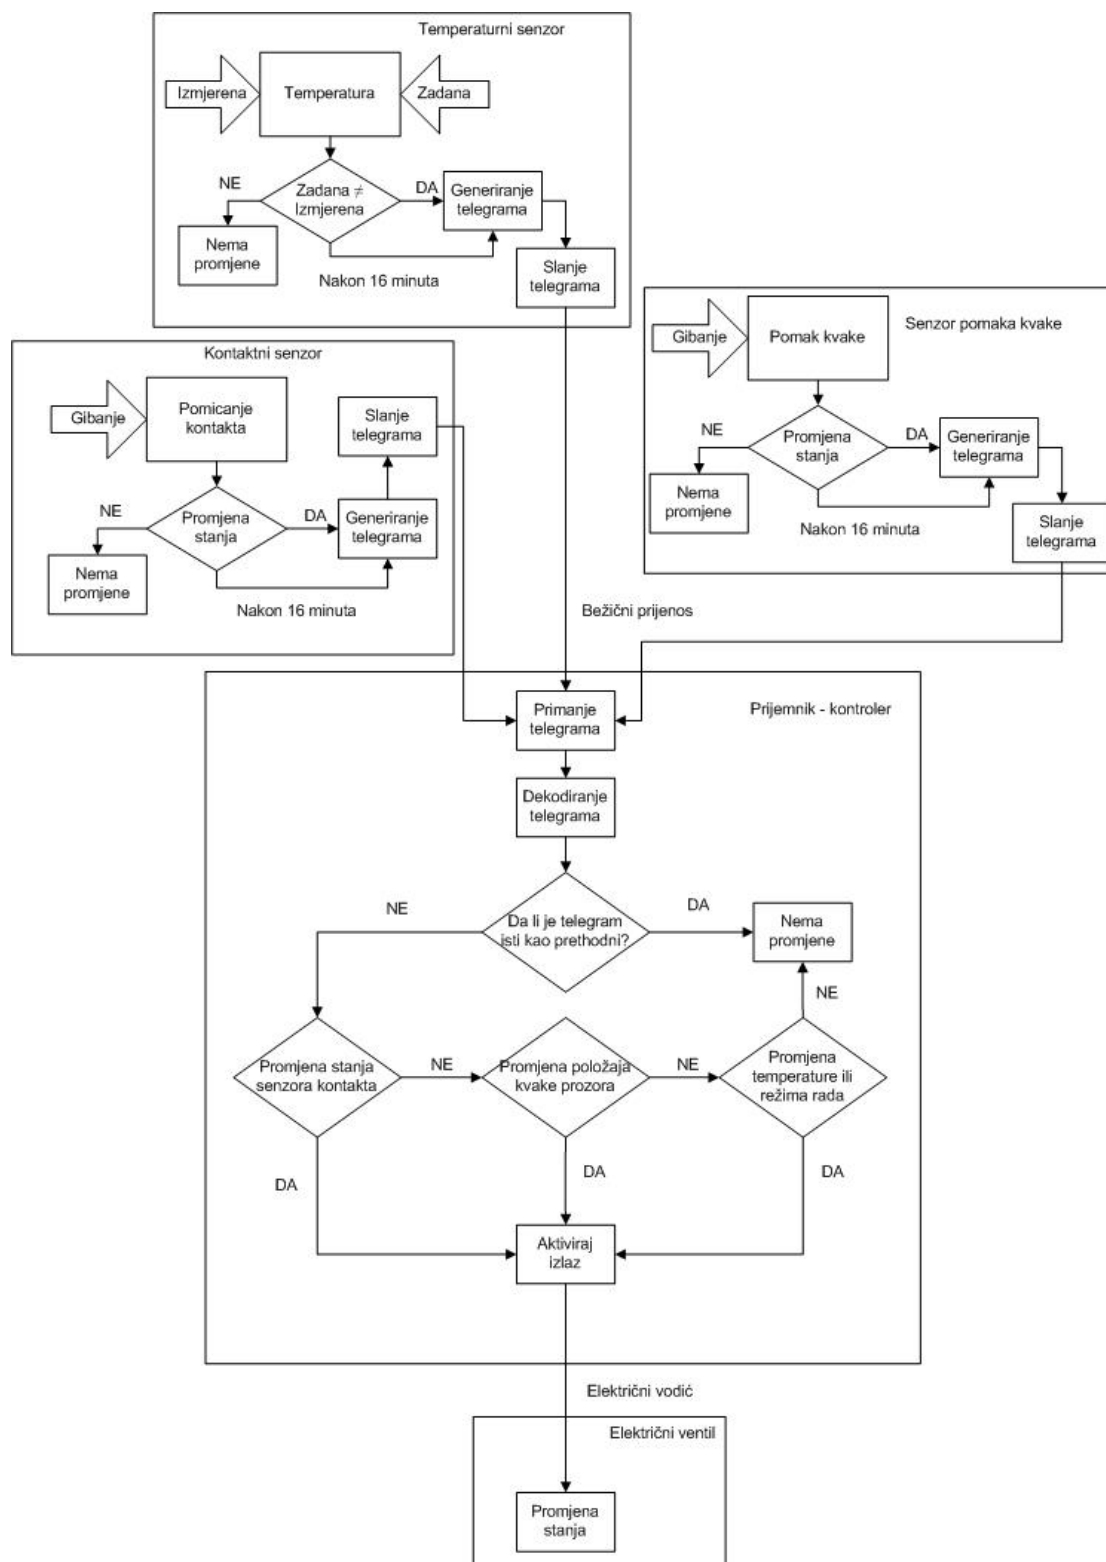 Temperaturni senzor
Izmjerena
Temperatura
Zadana
NE
Zadana ≠
Izmjerena
DA
Generiranje
telegrama
Nema
promjene
Nakon 16 minuta
Slanje
telegrama
Senzor pomaka kvake
Gibanje
Pomak kvake
NE
Promjena
stanja
DA
Generiranje
telegrama
Nema
promjene
Nakon 16 minuta
Slanje
telegrama
Kontaktni senzor
Gibanje
Pomicanje
kontakta
Slanje
telegrama
NE
Promjena
stanja
DA
Generiranje
telegrama
Nema
promjene
Nakon 16 minuta
Bežični prijenos
Prijemnik - kontroler
Primanje
telegrama
Dekodiranje
telegrama
NE
Da li je telegram
isti kao prethodni?
DA
Nema
promjene
NE
Promjena stanja
senzora kontakta
NE
Promjena položaja
kvake prozora
NE
Promjena
temperature ili
režima rada
DA
DA
DA
Aktiviraj
izlaz
Električni vodić
Električni ventil
Promjena
stanja